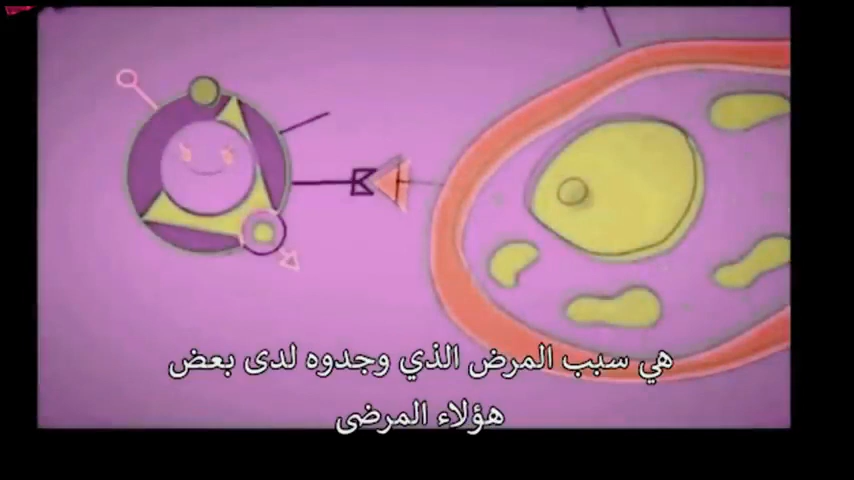 هي سبب المرض الذي وجدوه لدى بعض
هؤلاء المرضى